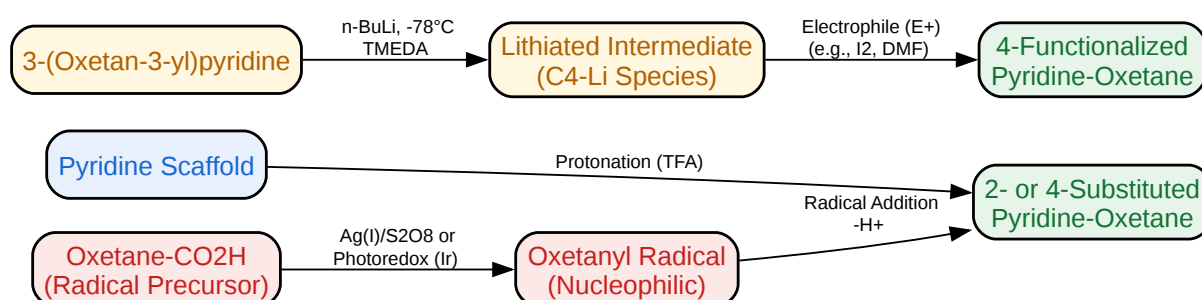 n-BuLi, -78°C
TMEDA
Electrophile (E+)
(e.g., I2, DMF)
3-(Oxetan-3-yl)pyridine
Lithiated Intermediate
(C4-Li Species)
4-Functionalized
Pyridine-Oxetane
Pyridine Scaffold
Protonation (TFA)
2- or 4-Substituted
Pyridine-Oxetane
Radical Addition
-H+
Oxetane-CO2H
(Radical Precursor)
Ag(I)/S2O8 or
Photoredox (Ir)
Oxetanyl Radical
(Nucleophilic)